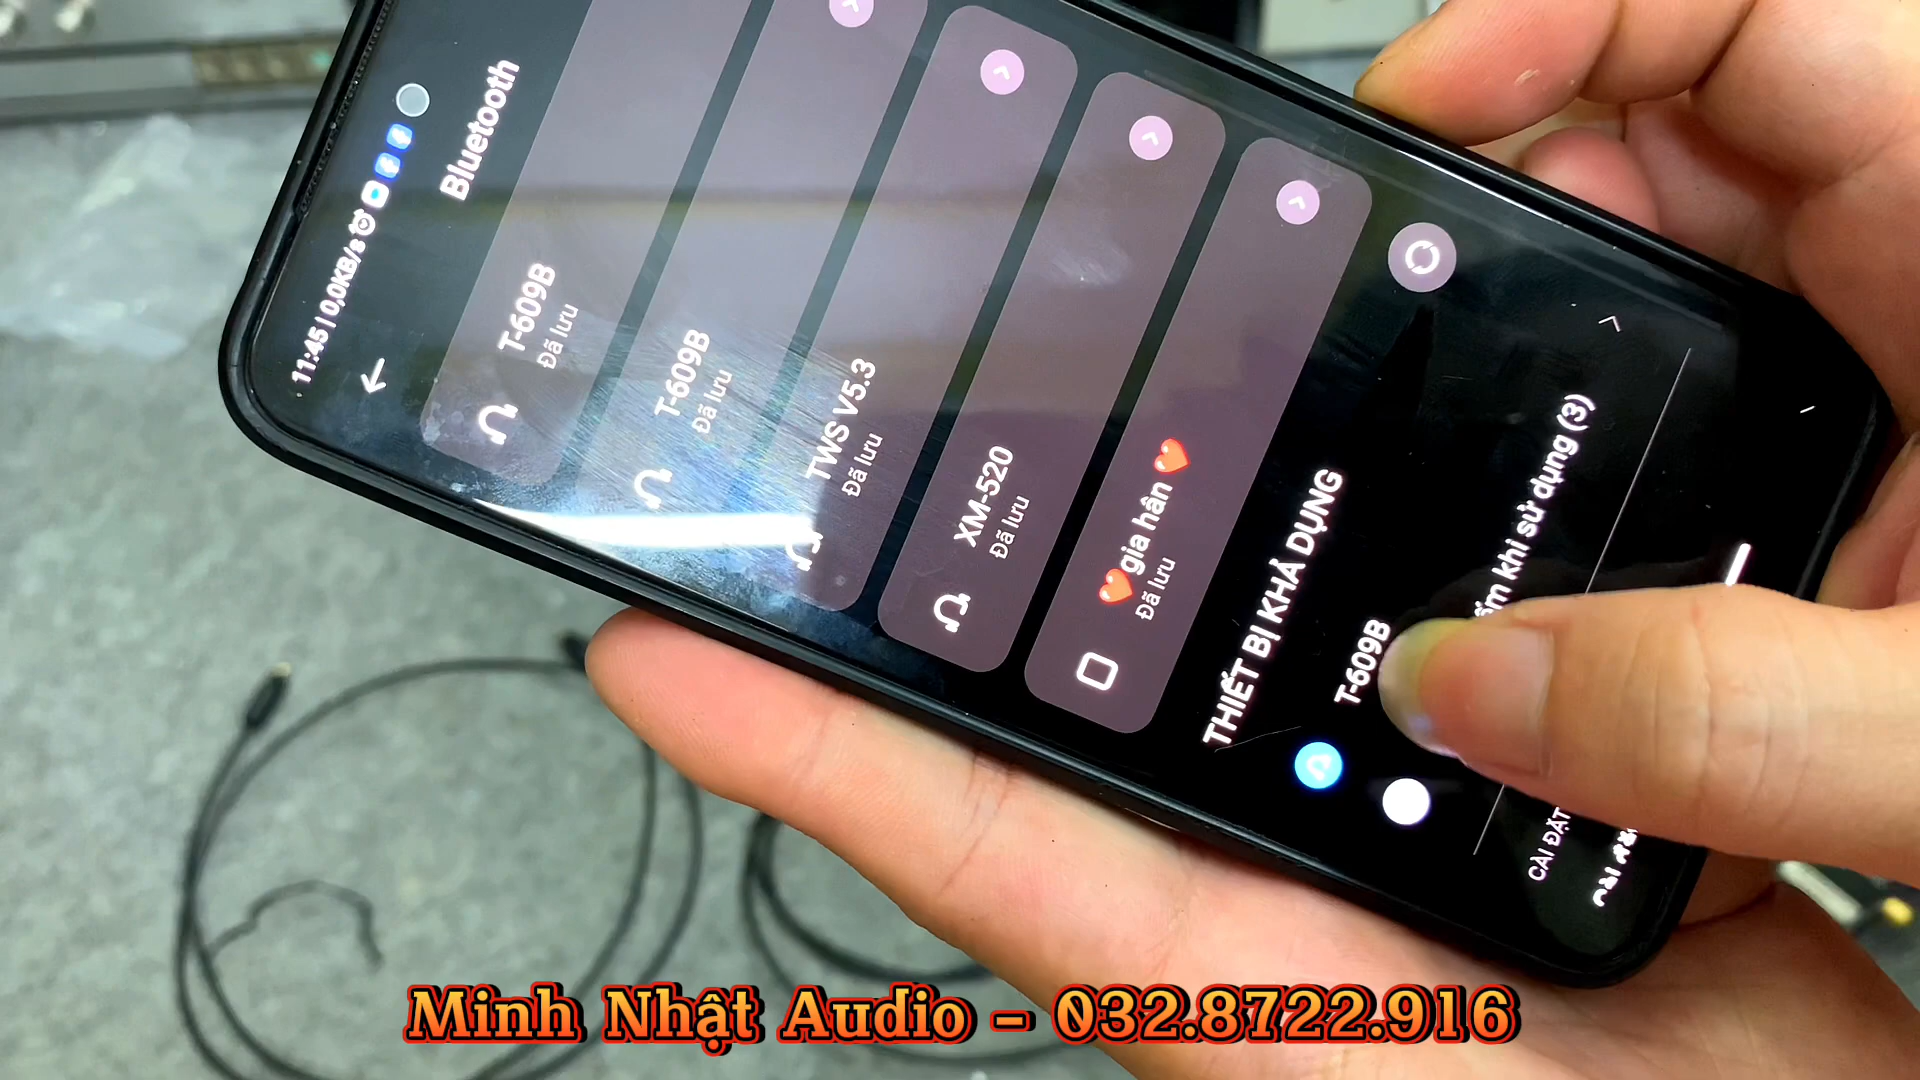 11:45 | 0,0KB/s
Bluetooth
T-609B
Đã lưu
T-609B
Đã lưu
TWS V5.3
Đã lưu
XM-520
Đã lưu
❤️gia hân❤️
Đã lưu
THIẾT BỊ KHẢ DỤNG
T-609B
khi sử dụng (3)
CÀI ĐẶT
Minh Nhật Audio - 032.8722.916